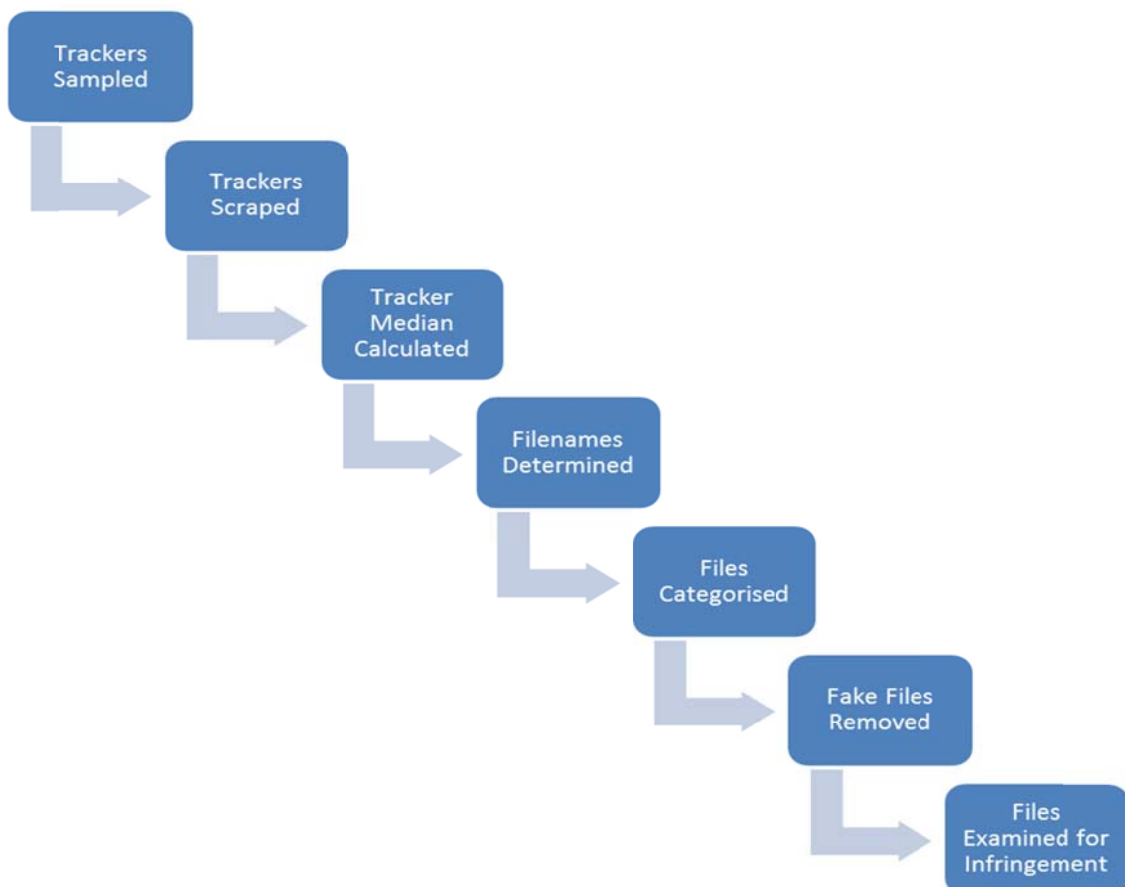 Trackers
Sampled
Trackers
Scraped
Tracker
Median
Calculated
Filenames
Determined
Files
Categorised
Fake Files
Removed
Files
Examined for
Infringement